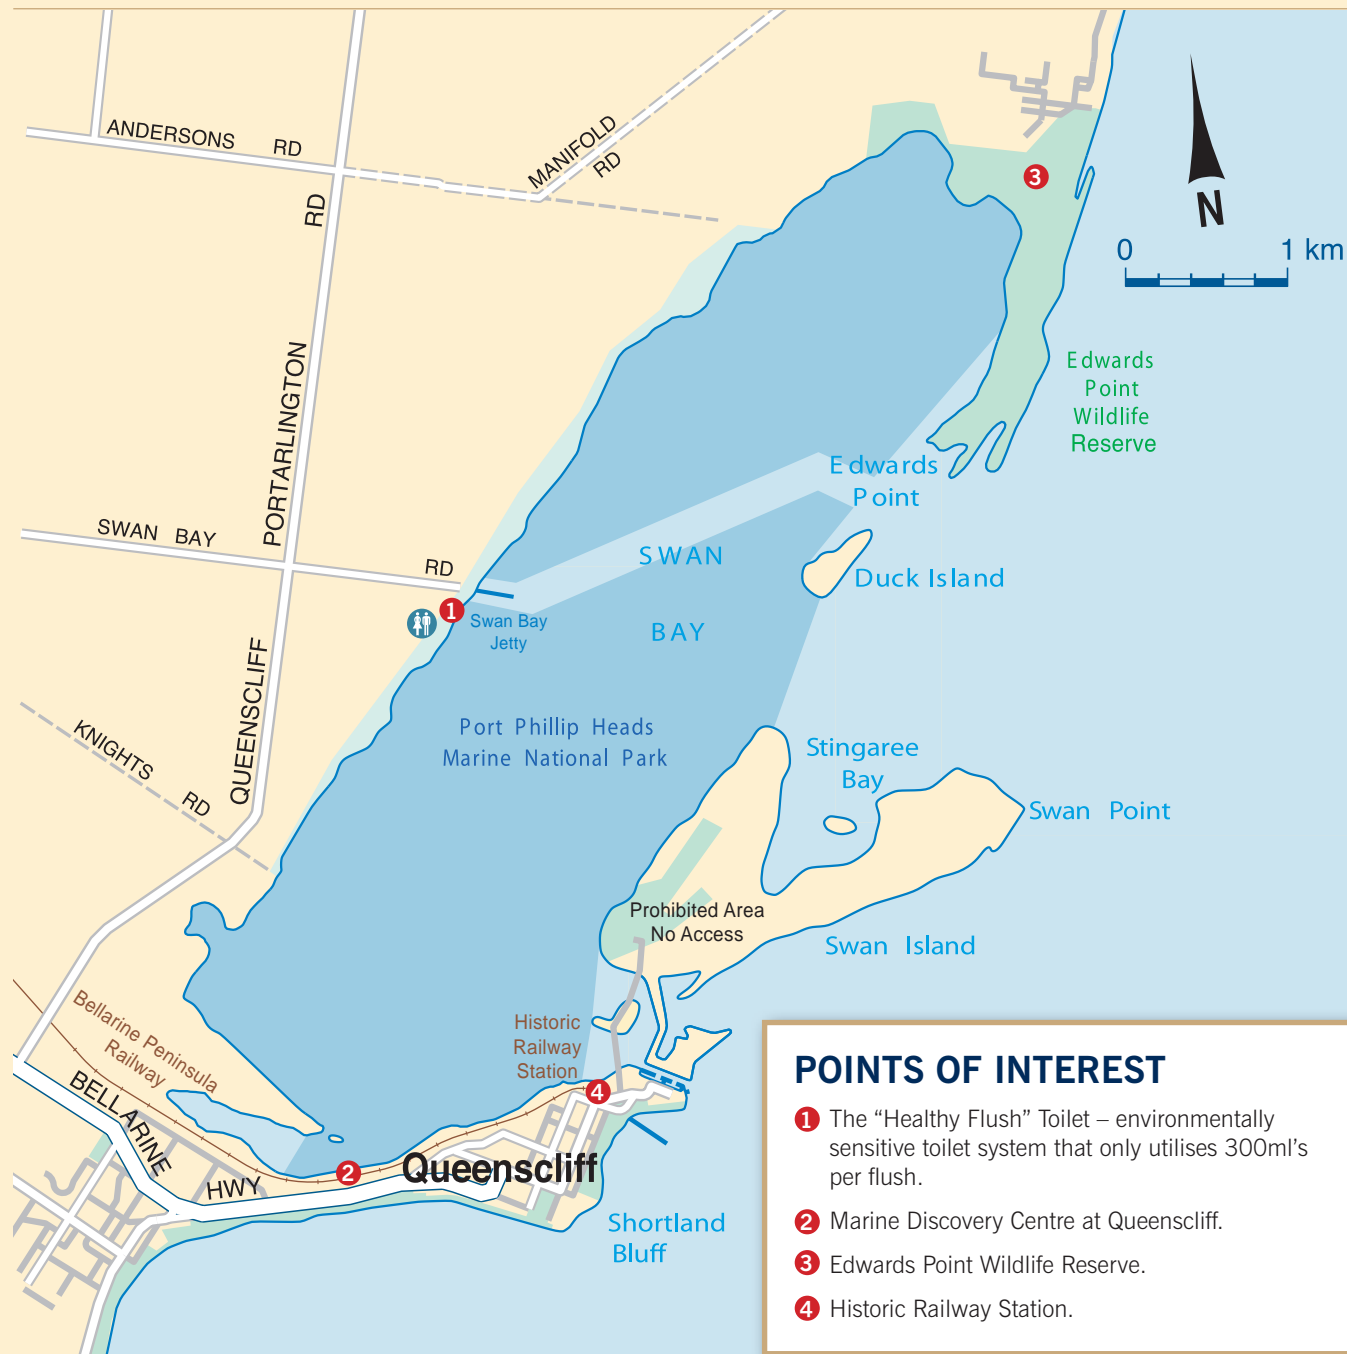 ANDERSONS RD
MANIFOLD
RD
RD
PORTARLINGTON
QUEENSCLIFF
3
N
0 1 km
Edwards
Point
Wildlife
Reserve
Edwards
Point
SWAN BAY
RD
SWAN
BAY
Duck Island
1
Swan Bay
Jetty
Port Phillip Heads
Marine National Park
KNIGHTS
RD
Stingaree
Bay
Swan Point
Prohibited Area
No Access
Swan Island
Bellarine Peninsula
Railway
Historic
Railway
Station
4
BELLARINE
HWY
2
Queenscliff
Shortland
Bluff
POINTS OF INTEREST
1 The “Healthy Flush” Toilet – environmentally
sensitive toilet system that only utilises 300ml’s
per flush.
2 Marine Discovery Centre at Queenscliff.
3 Edwards Point Wildlife Reserve.
4 Historic Railway Station.